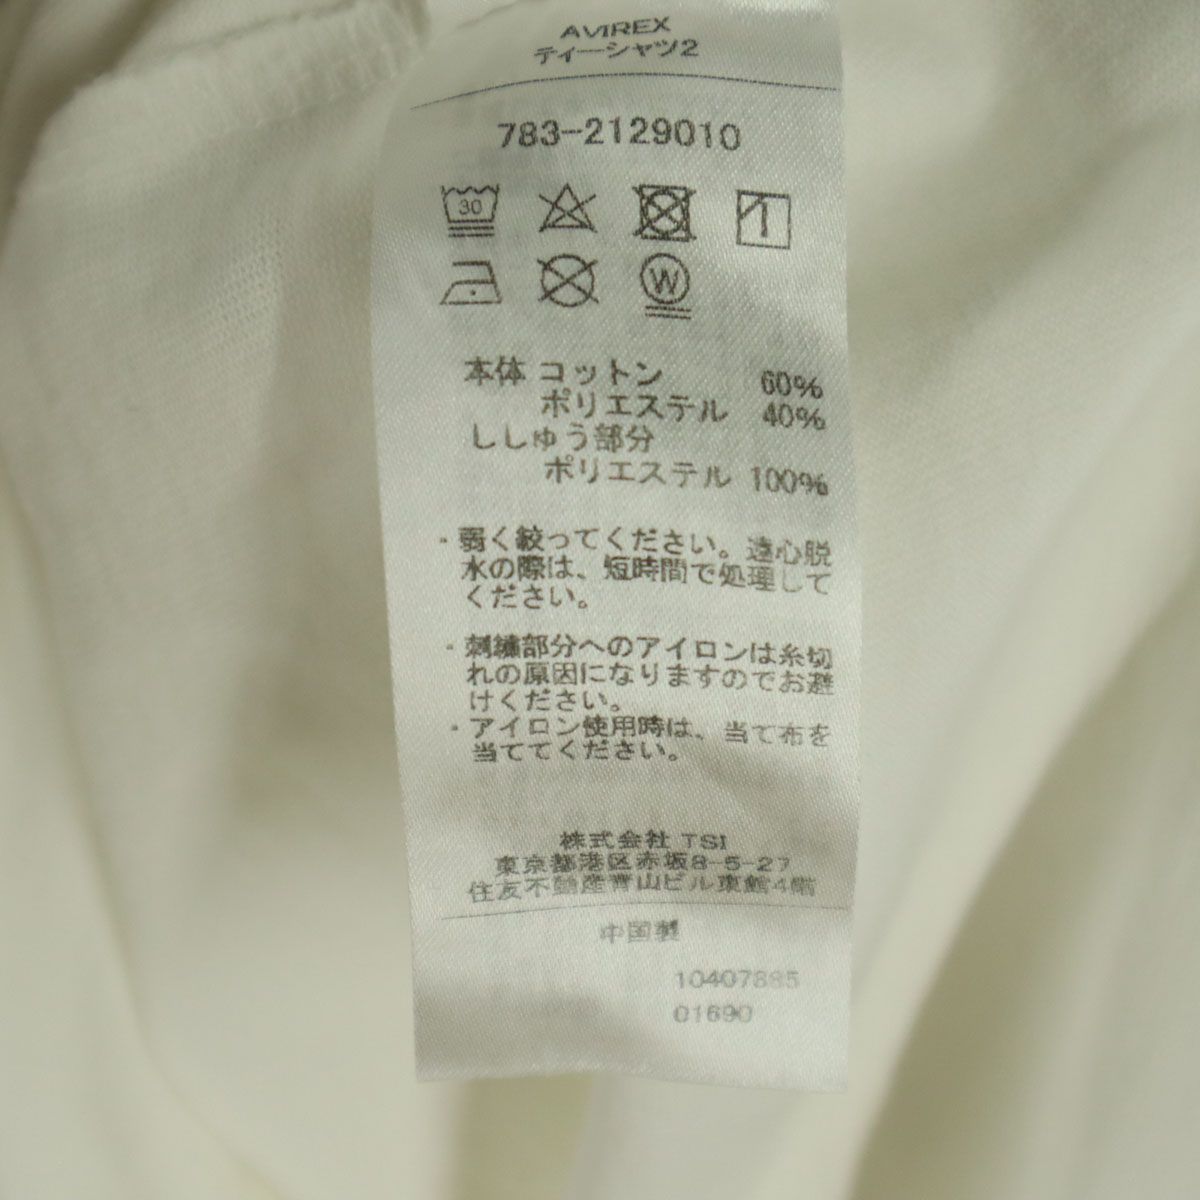 AVIREX
ティーシャツ2
783-2129010
30
W
本体 コットン 60%
ポリエステル 40%
ししゅう部分
ポリエステル 100%
・弱く絞ってください。遠心脱
水の際は、短時間で処理して
ください。
・刺繍部分へのアイロンは糸切
れの原因になりますのでお避
けください。
・アイロン使用時は、当て布を
当ててください。
株式会社 TSI
東京都港区赤坂8-5-27
住友不動産青山ビル東館4階
中国製
10407885
01690